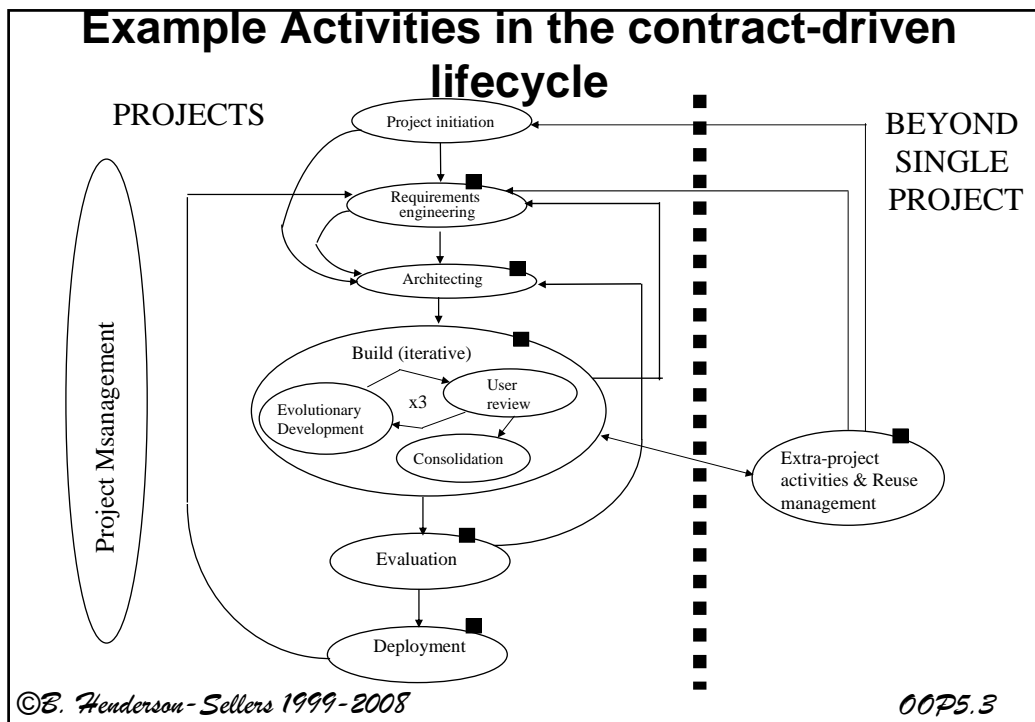 Example Activities in the contract-driven
lifecycle
PROJECTS
BEYOND
SINGLE
PROJECT
Project initiation
Requirements
engineering
Architecting
Build (iterative)
Evolutionary
Development
x3
User
review
Consolidation
Project Msanagement
Extra-project
activities & Reuse
management
Evaluation
Deployment
©B. Henderson-Sellers 1999-2008
OOP5.3